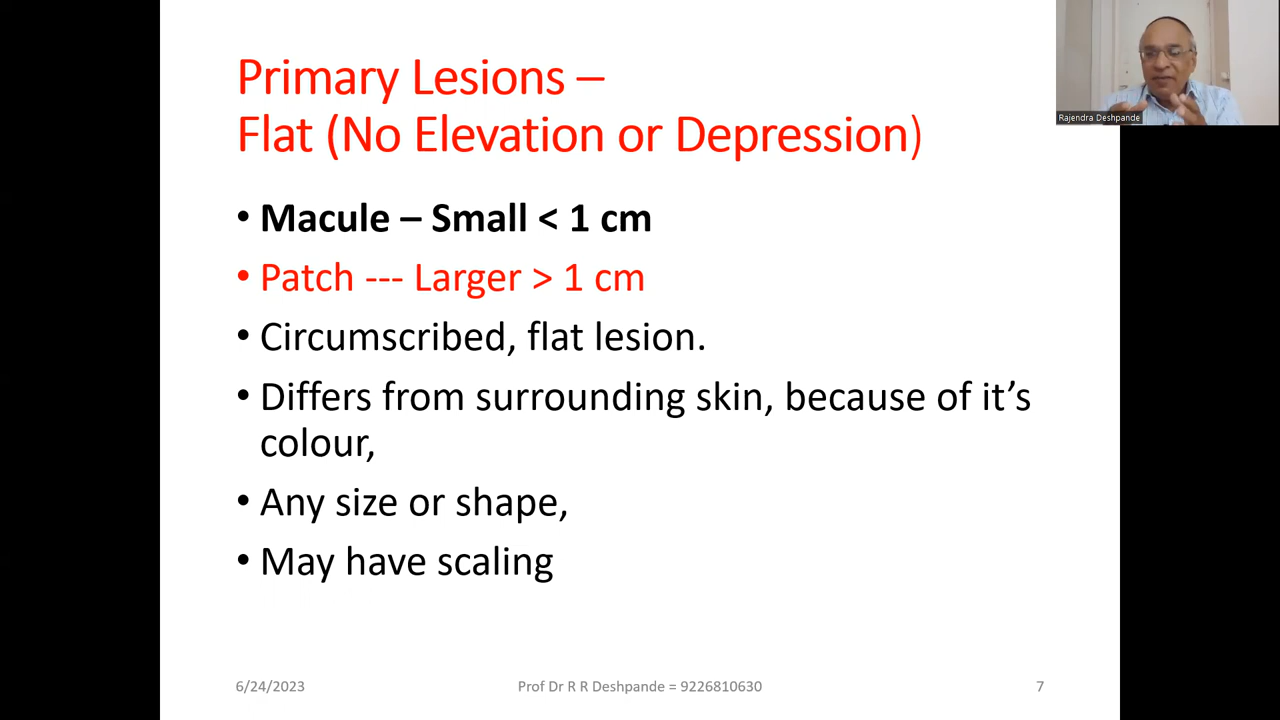 Primary Lesions –
Flat (No Elevation or Depression)
• Macule – Small < 1 cm
• Patch --- Larger > 1 cm
• Circumscribed, flat lesion.
• Differs from surrounding skin, because of it’s
colour,
• Any size or shape,
• May have scaling
6/24/2023
Prof Dr R R Deshpande = 9226810630
7
Rajendra Deshpande